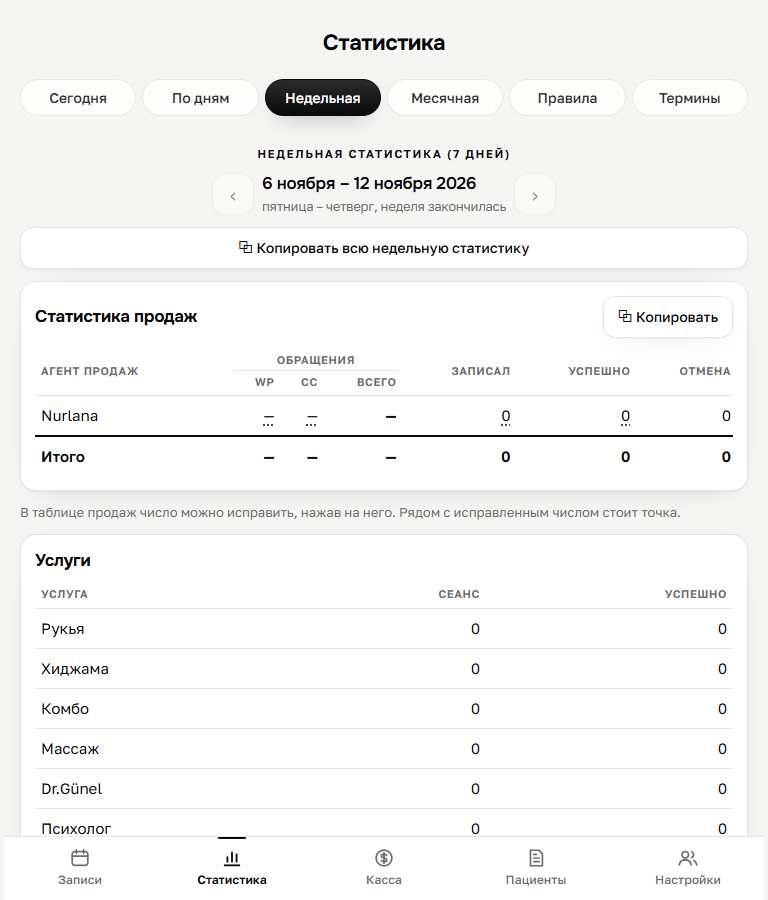 Статистика
Сегодня
По дням
Недельная
Месячная
Правила
Термины
НЕДЕЛЬНАЯ СТАТИСТИКА (7 ДНЕЙ)
‹
6 ноября – 12 ноября 2026
пятница – четверг, неделя закончилась
›
Копировать всю недельную статистику
Статистика продаж
Копировать
АГЕНТ ПРОДАЖ ОБРАЩЕНИЯ ЗАПИСАЛ УСПЕШНО ОТМЕНА
WP CC ВСЕГО
Nurlana — — — 0 0 0
Итого — — — 0 0 0
В таблице продаж число можно исправить, нажав на него. Рядом с исправленным числом стоит точка.
Услуги
УСЛУГА СЕАНС УСПЕШНО
Рукья 0 0
Хиджама 0 0
Комбо 0 0
Массаж 0 0
Dr.Günel 0 0
Психолог 0 0
Записи
Статистика
Касса
Пациенты
Настройки